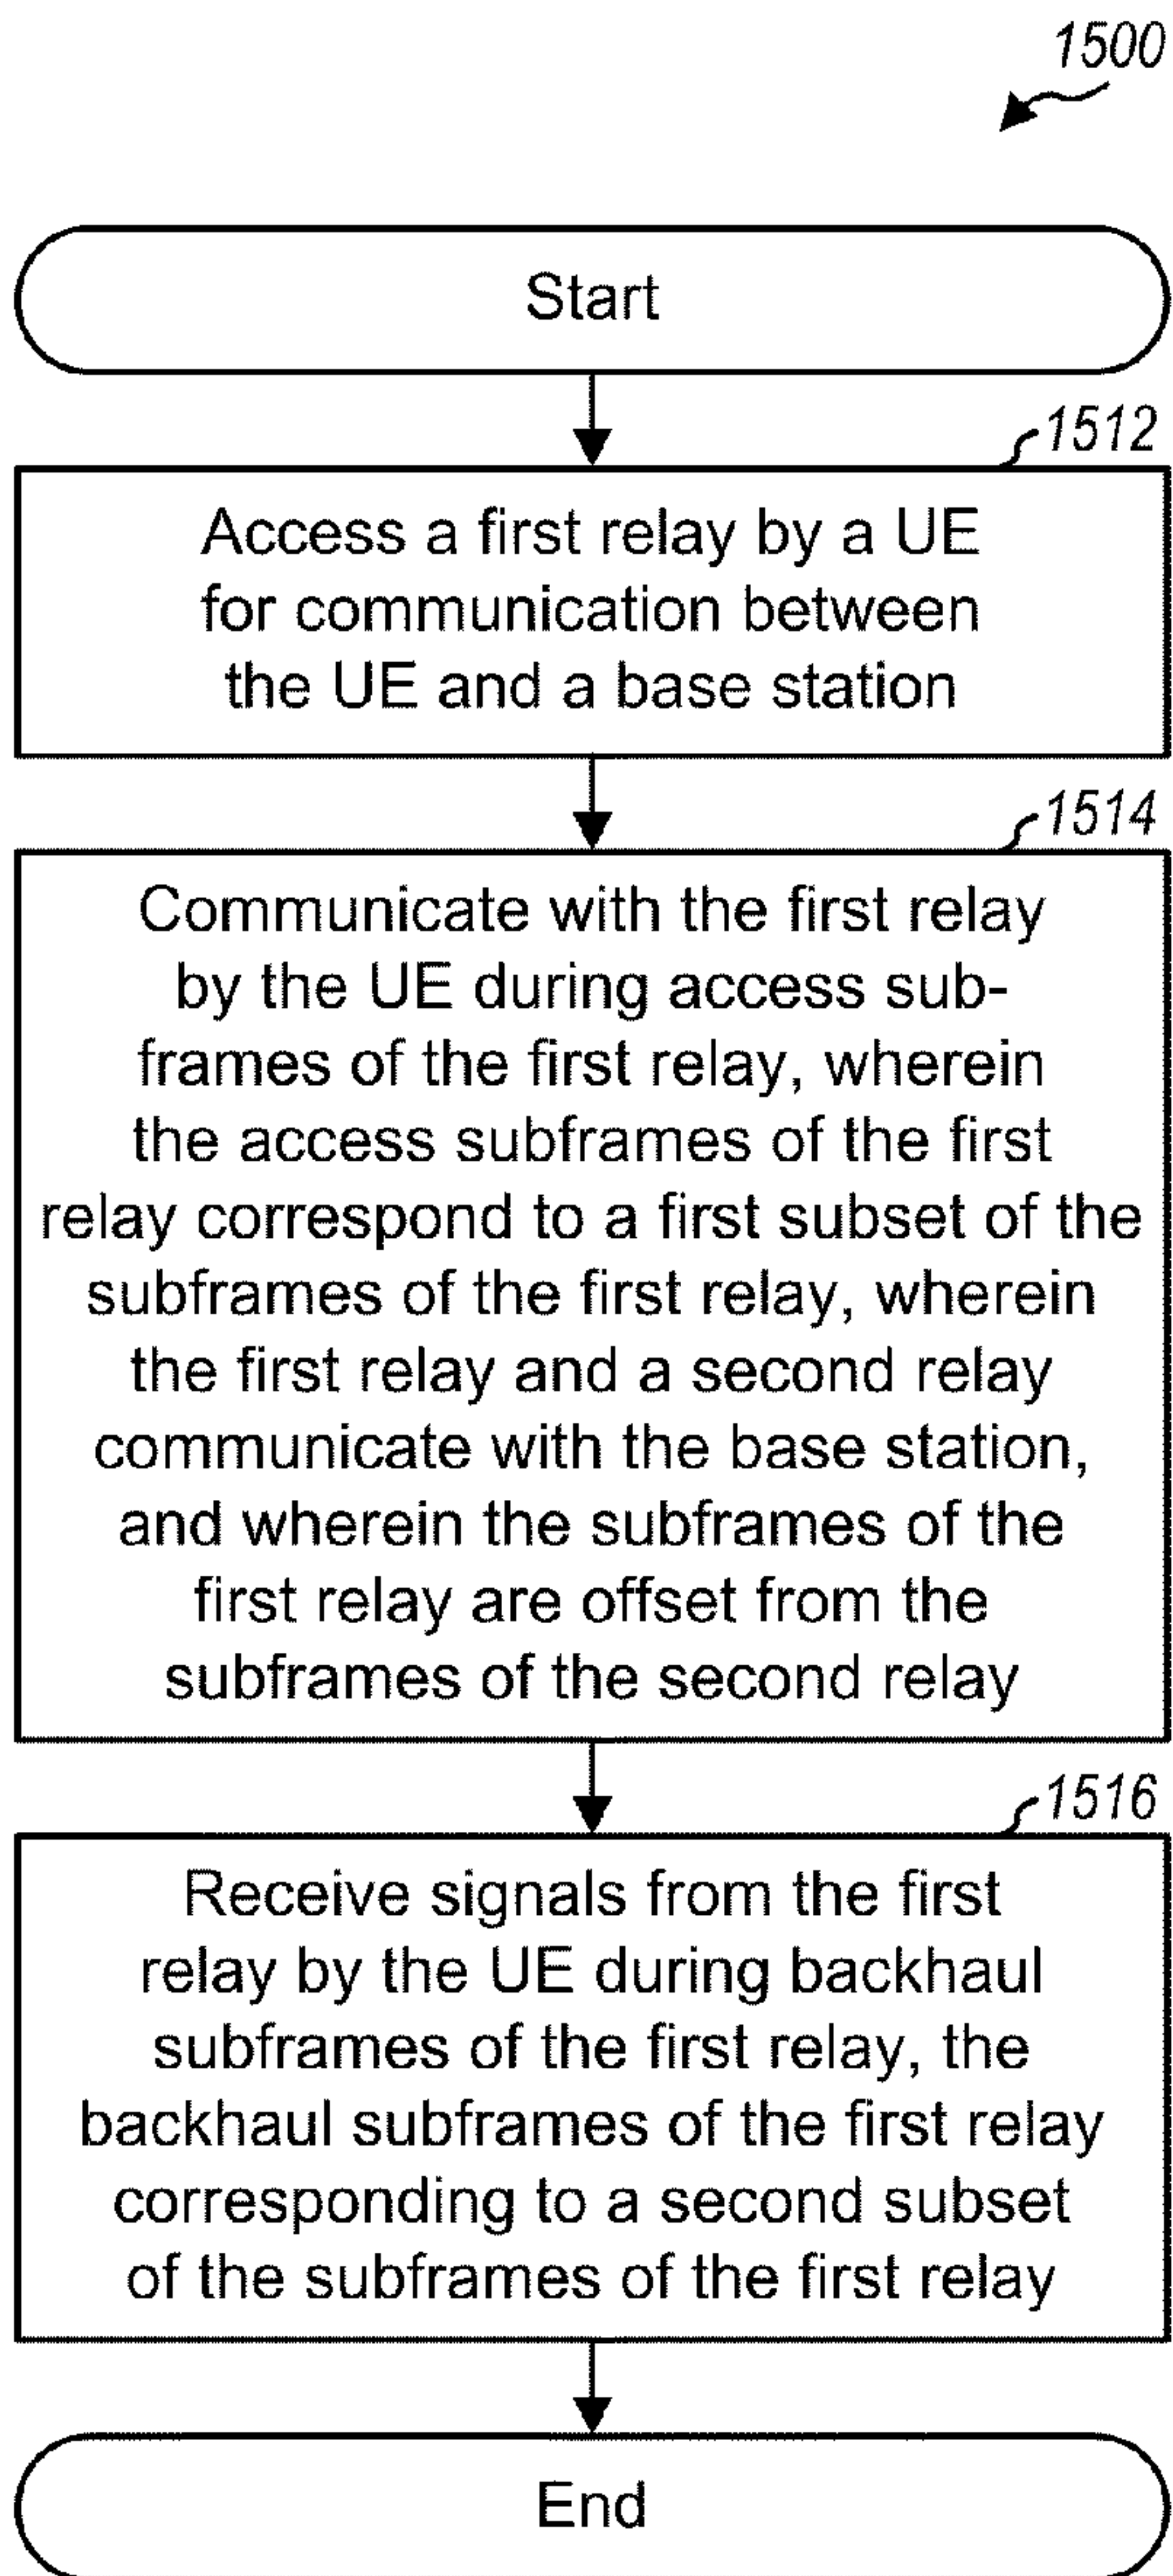 1500
Start
1512
Access a first relay by a UE
for communication between
the UE and a base station
1514
Communicate with the first relay
by the UE during access sub-
frames of the first relay, wherein
the access subframes of the first
relay correspond to a first subset of the
subframes of the first relay, wherein
the first relay and a second relay
communicate with the base station,
and wherein the subframes of the
first relay are offset from the
subframes of the second relay
1516
Receive signals from the first
relay by the UE during backhaul
subframes of the first relay, the
backhaul subframes of the first relay
corresponding to a second subset
of the subframes of the first relay
End